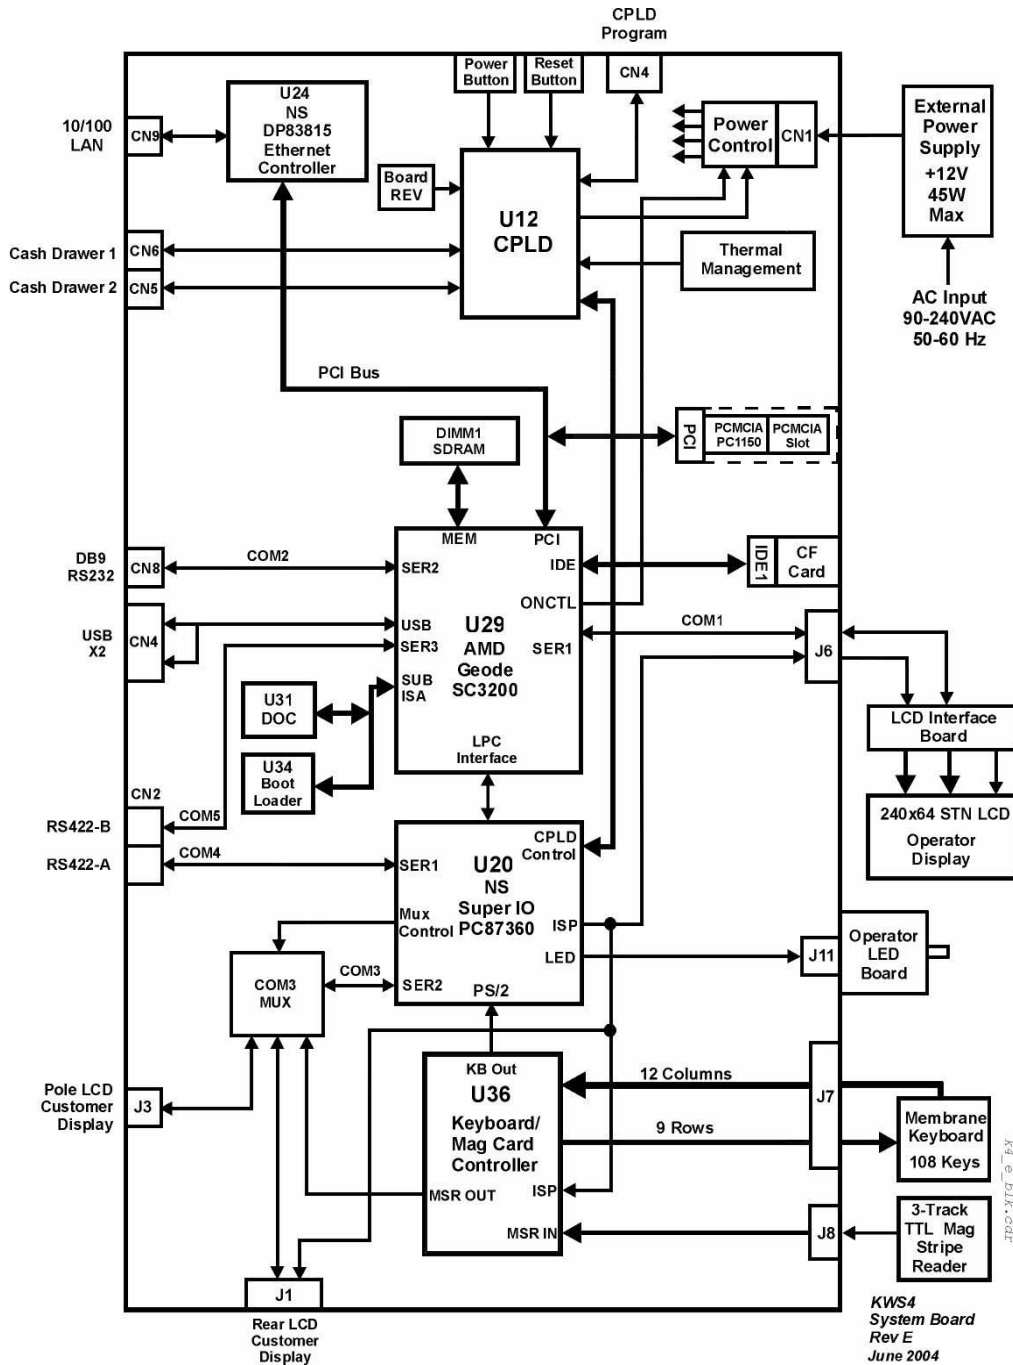 CPLD
Program
Power
Button
Reset
Button
CN4
U24
NS
DP83815
Ethernet
Controller
10/100
LAN
CN9
Power
Control
CN1
External
Power
Supply
+12V
45W
Max
Board
REV
U12
CPLD
Cash Drawer 1
CN6
Cash Drawer 2
CN5
Thermal
Management
AC Input
90-240VAC
50-60 Hz
PCI Bus
DIMM1
SDRAM
PCI
PCMCIA
PC1150
PCMCIA
Slot
MEM
PCI
DB9
RS232
CN8
COM2
SER2
IDE
IDE1
CF
Card
ONCTL
USB
X2
CN4
USB
SER3
U29
AMD
Geode
SC3200
SER1
COM1
J6
SUB
ISA
U31
DOC
LCD Interface
Board
U34
Boot
Loader
LPC
Interface
CN2
RS422-B
COM5
RS422-A
COM4
240x64 STN LCD
Operator
Display
CPLD
Control
SER1
U20
NS
Super IO
PC87360
Mux
Control
ISP
LED
J11
Operator
LED
Board
COM3
MUX
COM3
SER2
PS/2
KB Out
U36
Keyboard/
Mag Card
Controller
12 Columns
J7
9 Rows
Membrane
Keyboard
108 Keys
Pole LCD
Customer
Display
J3
MSR OUT
ISP
MSR IN
J8
3-Track
TTL Mag
Stripe
Reader
k4_e_blk.cdr
J1
Rear LCD
Customer
Display
KWS4
System Board
Rev E
June 2004